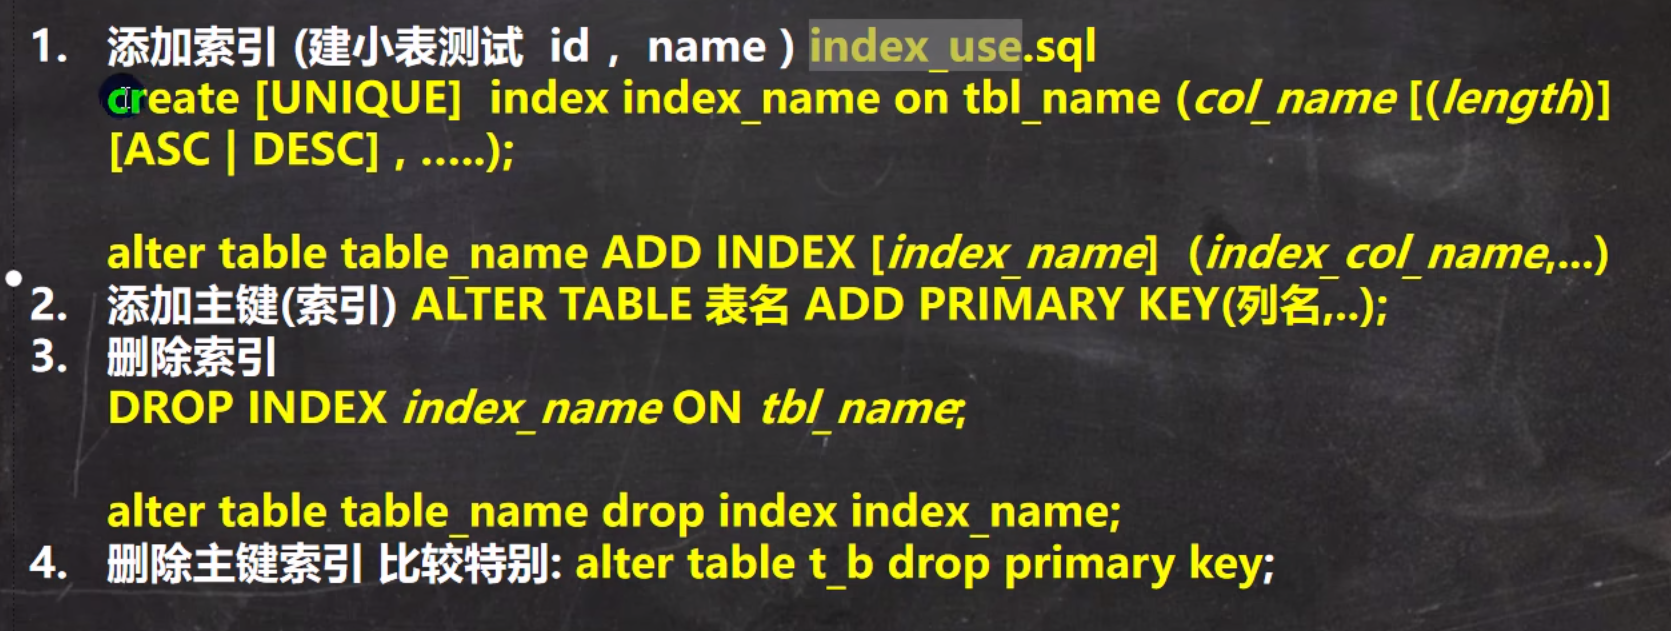 1. 添加索引 (建小表测试 id , name ) index_use.sql
create [UNIQUE] index index_name on tbl_name (col_name [(length)]
[ASC | DESC] , .....);
alter table table_name ADD INDEX [index_name] (index_col_name,...)
2. 添加主键(索引) ALTER TABLE 表名 ADD PRIMARY KEY(列名,..);
3. 删除索引
DROP INDEX index_name ON tbl_name;
alter table table_name drop index index_name;
4. 删除主键索引 比较特别: alter table t_b drop primary key;